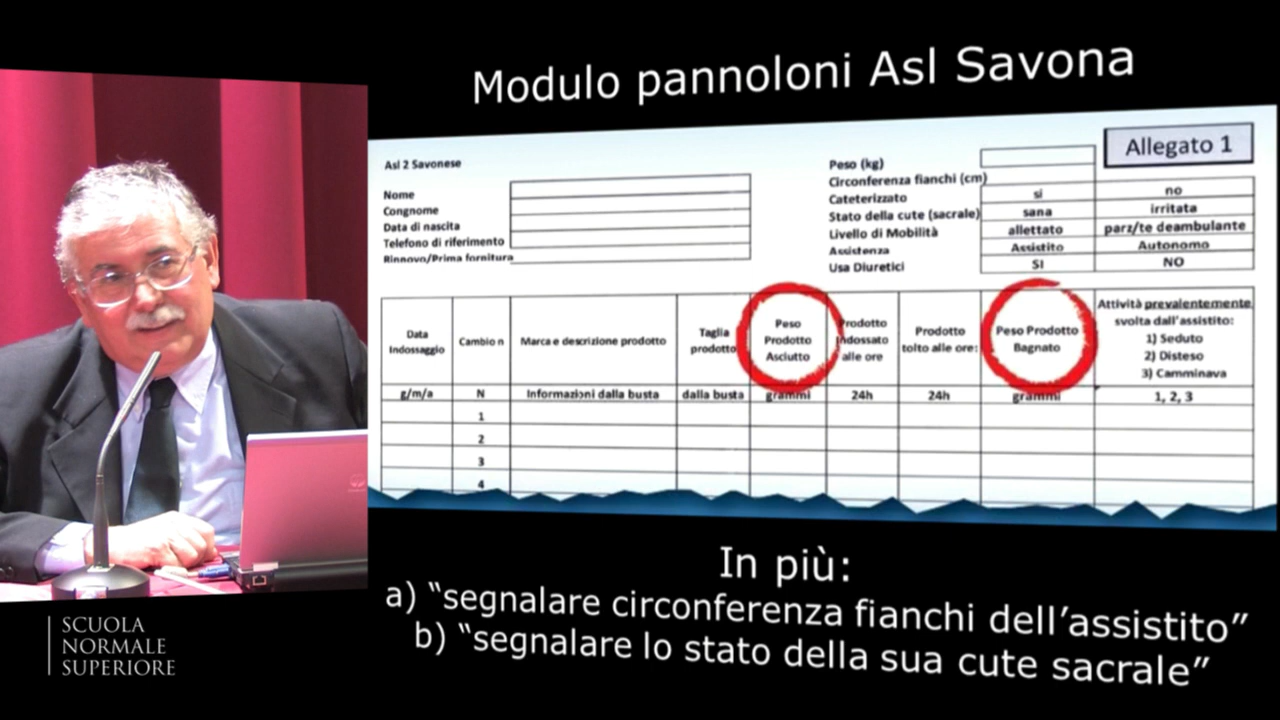 Modulo pannoloni Asl Savona
Allegato 1
Asl 2 Savonese
Nome
Congnome
Data di nascita
Telefono di riferimento
Rinnovo/Prima fornitura
Peso (kg)
Circonferenza fianchi (cm)
Cateterizzato si no
Stato della cute (sacrale) sana irritata
Livello di Mobilità allettato parz/te deambulante
Assistenza Assistito Autonomo
Usa Diuretici SI NO
Data Indossaggio
Cambio n
Marca e descrizione prodotto
Taglia prodotto
Peso Prodotto Asciutto
Prodotto Indossato alle ore
Prodotto tolto alle ore:
Peso Prodotto Bagnato
Attività prevalentemente svolta dall'assistito:
1) Seduto
2) Disteso
3) Camminava
g/m/a N Informazioni dalla busta dalla busta grammi 24h 24h grammi 1, 2, 3
1
2
3
4
In più:
a) “segnalare circonferenza fianchi dell’assistito”
b) “segnalare lo stato della sua cute sacrale”
SCUOLA
NORMALE
SUPERIORE